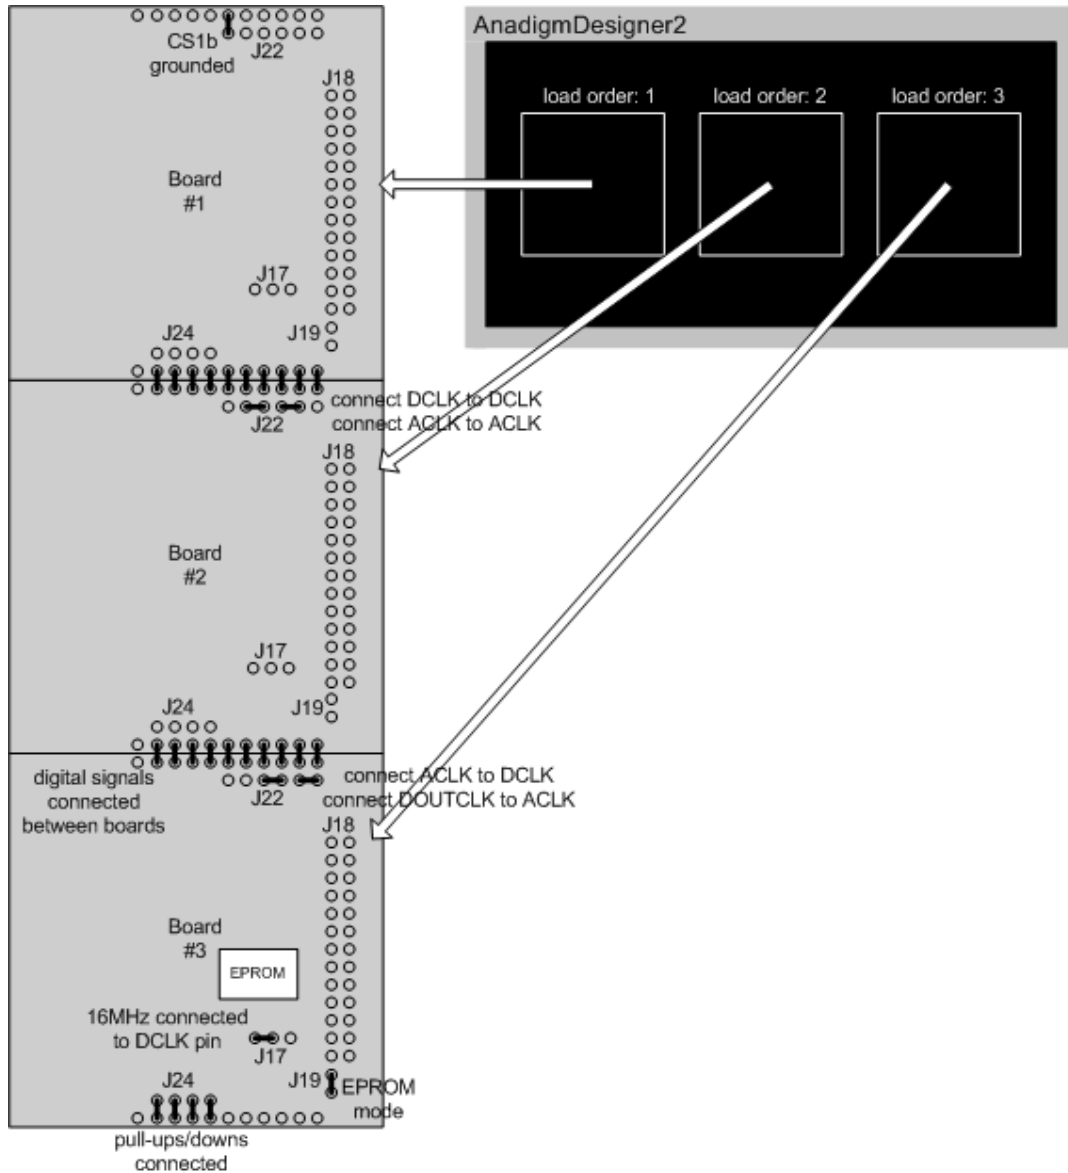 AnadigmDesigner2
load order: 1
load order: 2
load order: 3
CS1b
grounded
J22
J18
Board
#1
J17
J24
J19
connect DCLK to DCLK
connect ACLK to ACLK
J22
J18
Board
#2
J17
J24
J19
digital signals
connected
between boards
J22
connect ACLK to DCLK
connect DOUTCLK to ACLK
J18
Board
#3
EPROM
16MHz connected
to DCLK pin
J17
J24
J19
EPROM
mode
pull-ups/downs
connected